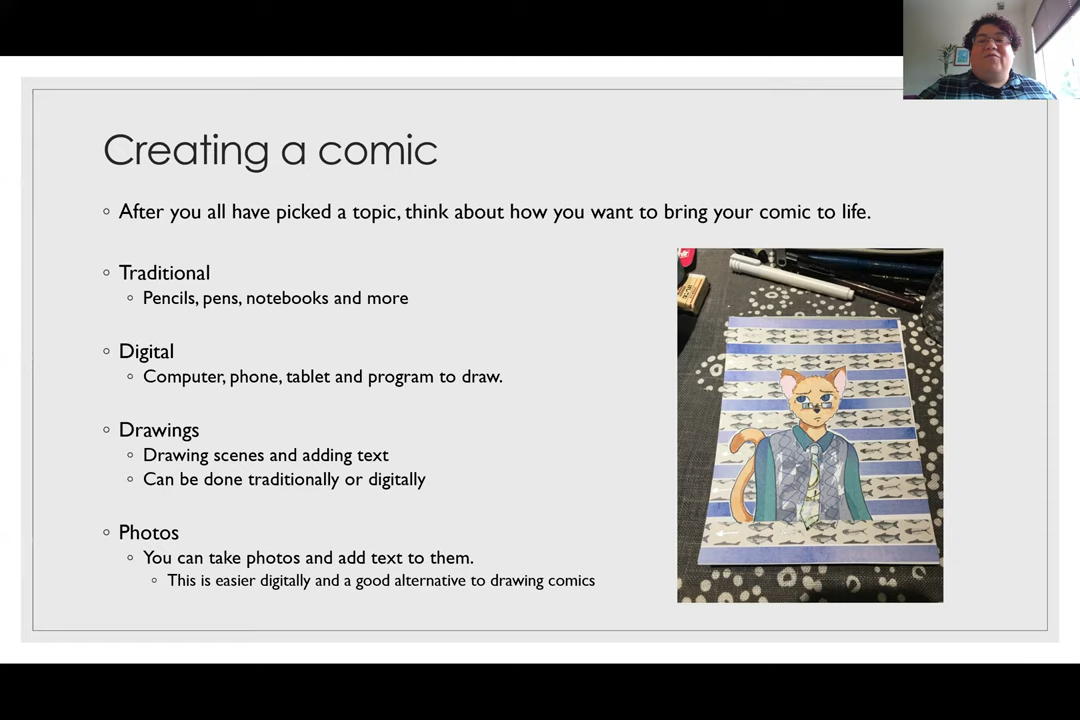 Creating a comic
After you all have picked a topic, think about how you want to bring your comic to life.
Traditional
Pencils, pens, notebooks and more
Digital
Computer, phone, tablet and program to draw.
Drawings
Drawing scenes and adding text
Can be done traditionally or digitally
Photos
You can take photos and add text to them.
This is easier digitally and a good alternative to drawing comics